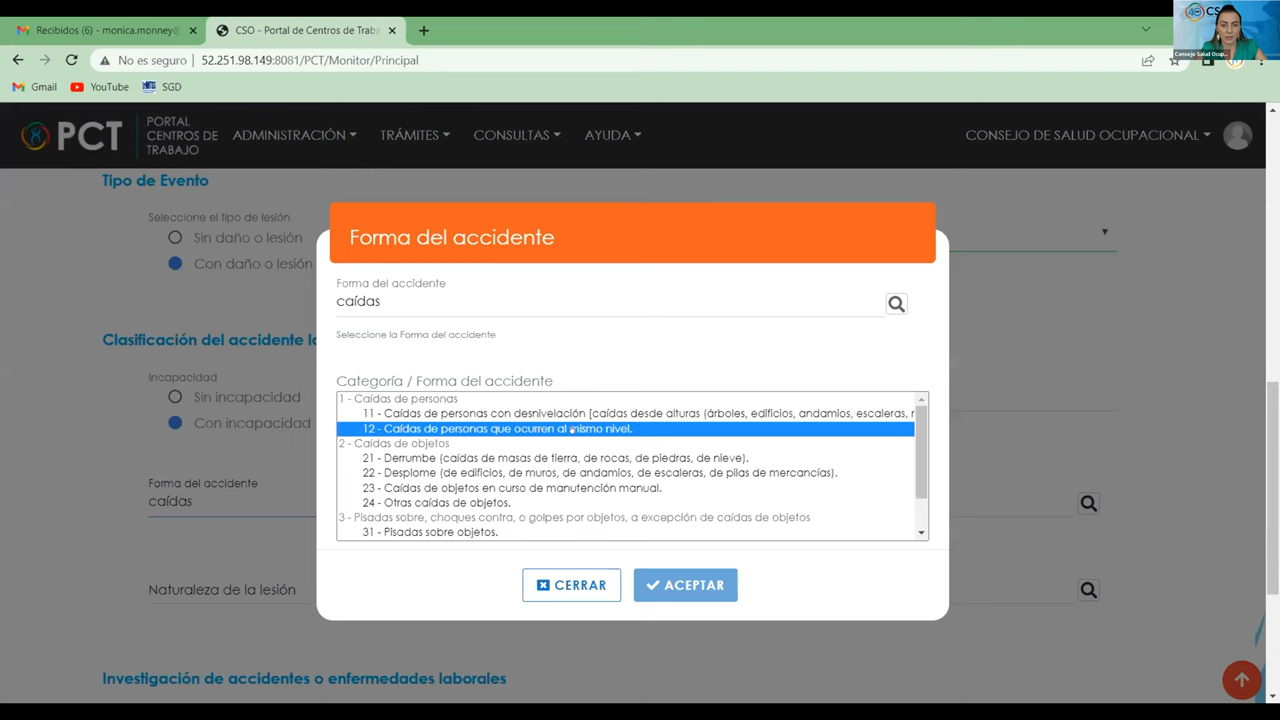 Recibidos (6) - monica.monney@
CSO - Portal de Centros de Traba
No es seguro
52.251.98.149:8081/PCT/Monitor/Principal
Gmail
YouTube
SGD
Consejo Salud Ocup...
PCT
PORTAL
CENTROS DE
TRABAJO
ADMINISTRACIÓN
TRÁMITES
CONSULTAS
AYUDA
CONSEJO DE SALUD OCUPACIONAL
Tipo de Evento
Seleccione el tipo de lesión
Sin daño o lesión
Con daño o lesión
Clasificación del accidente l
Incapacidad
Sin incapacidad
Con incapacidad
Forma del accidente
caídas
Naturaleza de la lesión
Investigación de accidentes o enfermedades laborales
Forma del accidente
Forma del accidente
caídas
Seleccione la Forma del accidente
Categoría / Forma del accidente
1 - Caídas de personas
11 - Caídas de personas con desnivelación [caídas desde alturas (árboles, edificios, andamios, escaleras,
12 - Caídas de personas que ocurren al mismo nivel.
2 - Caídas de objetos
21 - Derrumbe (caídas de masas de tierra, de rocas, de piedras, de nieve).
22 - Desplome (de edificios, de muros, de andamios, de escaleras, de pilas de mercancías).
23 - Caídas de objetos en curso de manutención manual.
24 - Otras caídas de objetos.
3 - Pisadas sobre, choques contra, o golpes por objetos, a excepción de caídas de objetos
31 - Pisadas sobre objetos.
CERRAR
ACEPTAR